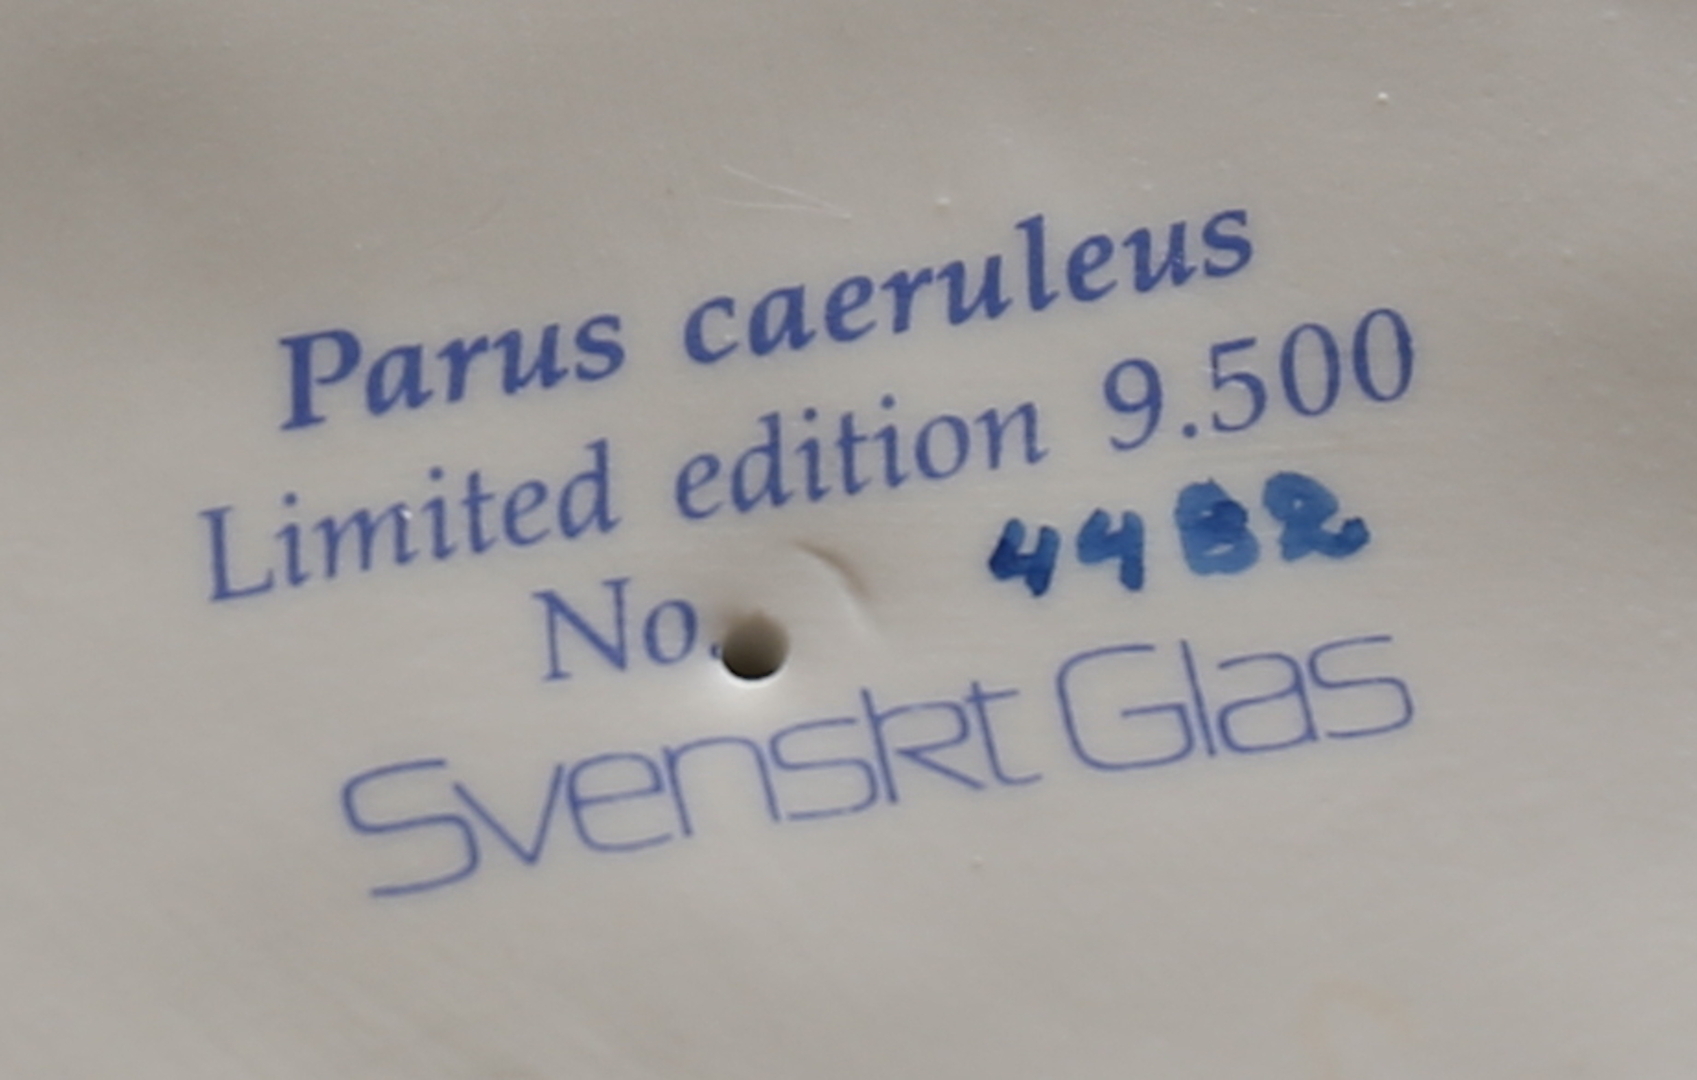 Parus caeruleus
Limited edition 9.500
No. 4482
Svenskt Glas